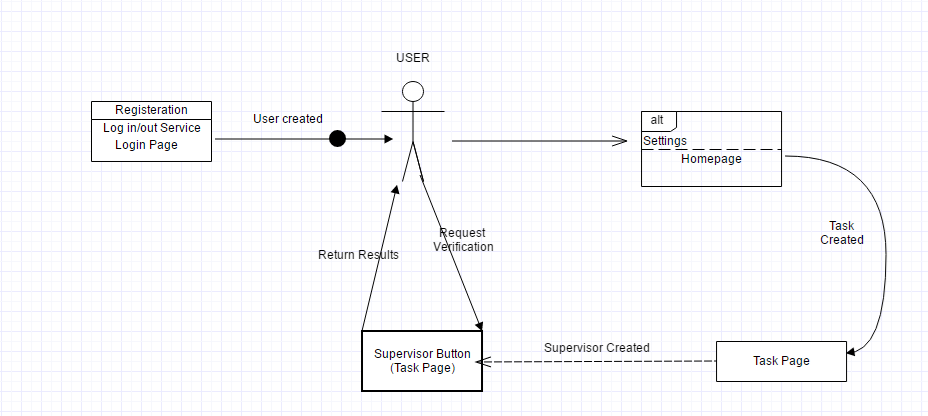 USER
Registeration
Log in/out Service
Login Page
User created
alt
Settings
Homepage
Task
Created
Request
Verification
Return Results
Supervisor Button
(Task Page)
Supervisor Created
Task Page